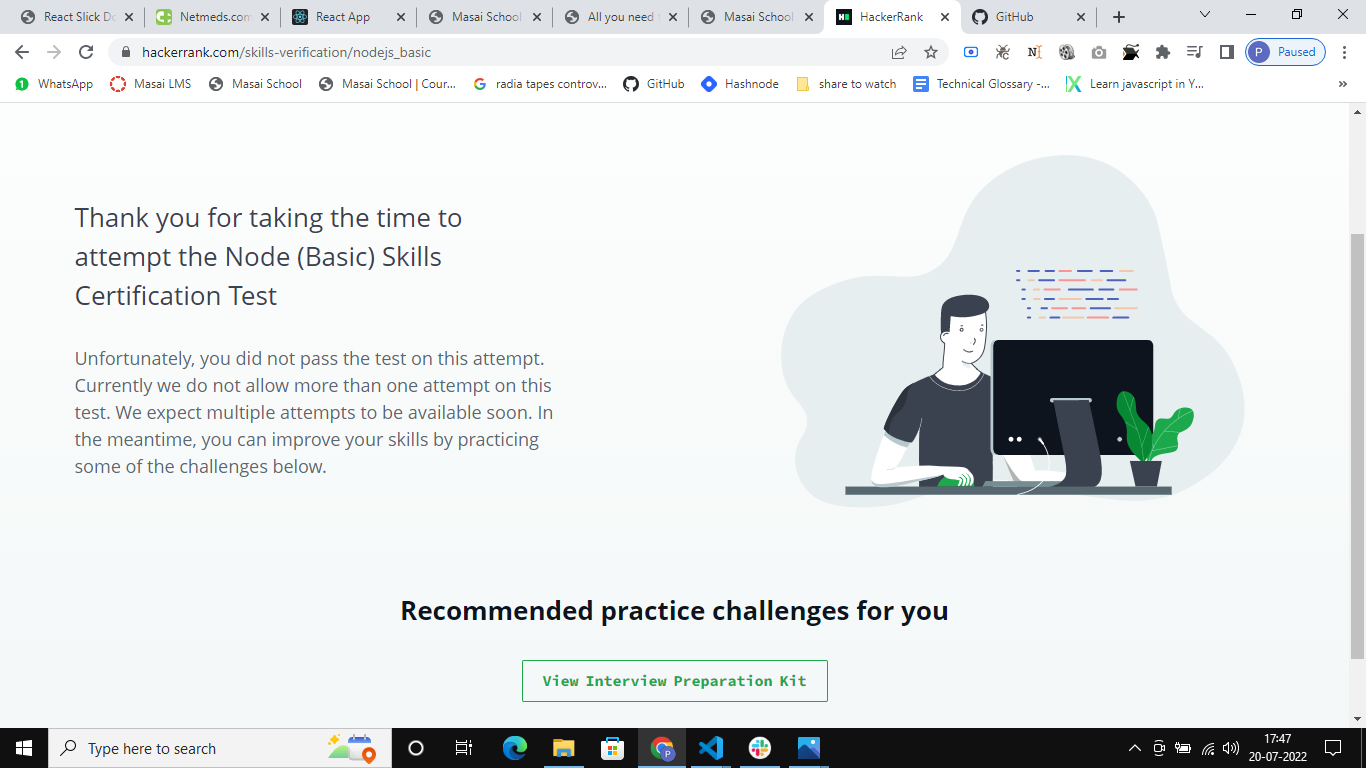 React Slick Do
Netmeds.com
React App
Masai School
All you need
Masai School
HackerRank
GitHub
hackerrank.com/skills-verification/nodejs_basic
P Paused
WhatsApp
Masai LMS
Masai School
Masai School | Cour...
radia tapes controv...
GitHub
Hashnode
share to watch
Technical Glossary -...
Learn javascript in Y...
»
Thank you for taking the time to
attempt the Node (Basic) Skills
Certification Test
Unfortunately, you did not pass the test on this attempt.
Currently we do not allow more than one attempt on this
test. We expect multiple attempts to be available soon. In
the meantime, you can improve your skills by practicing
some of the challenges below.
Recommended practice challenges for you
View Interview Preparation Kit
Type here to search
17:47
20-07-2022